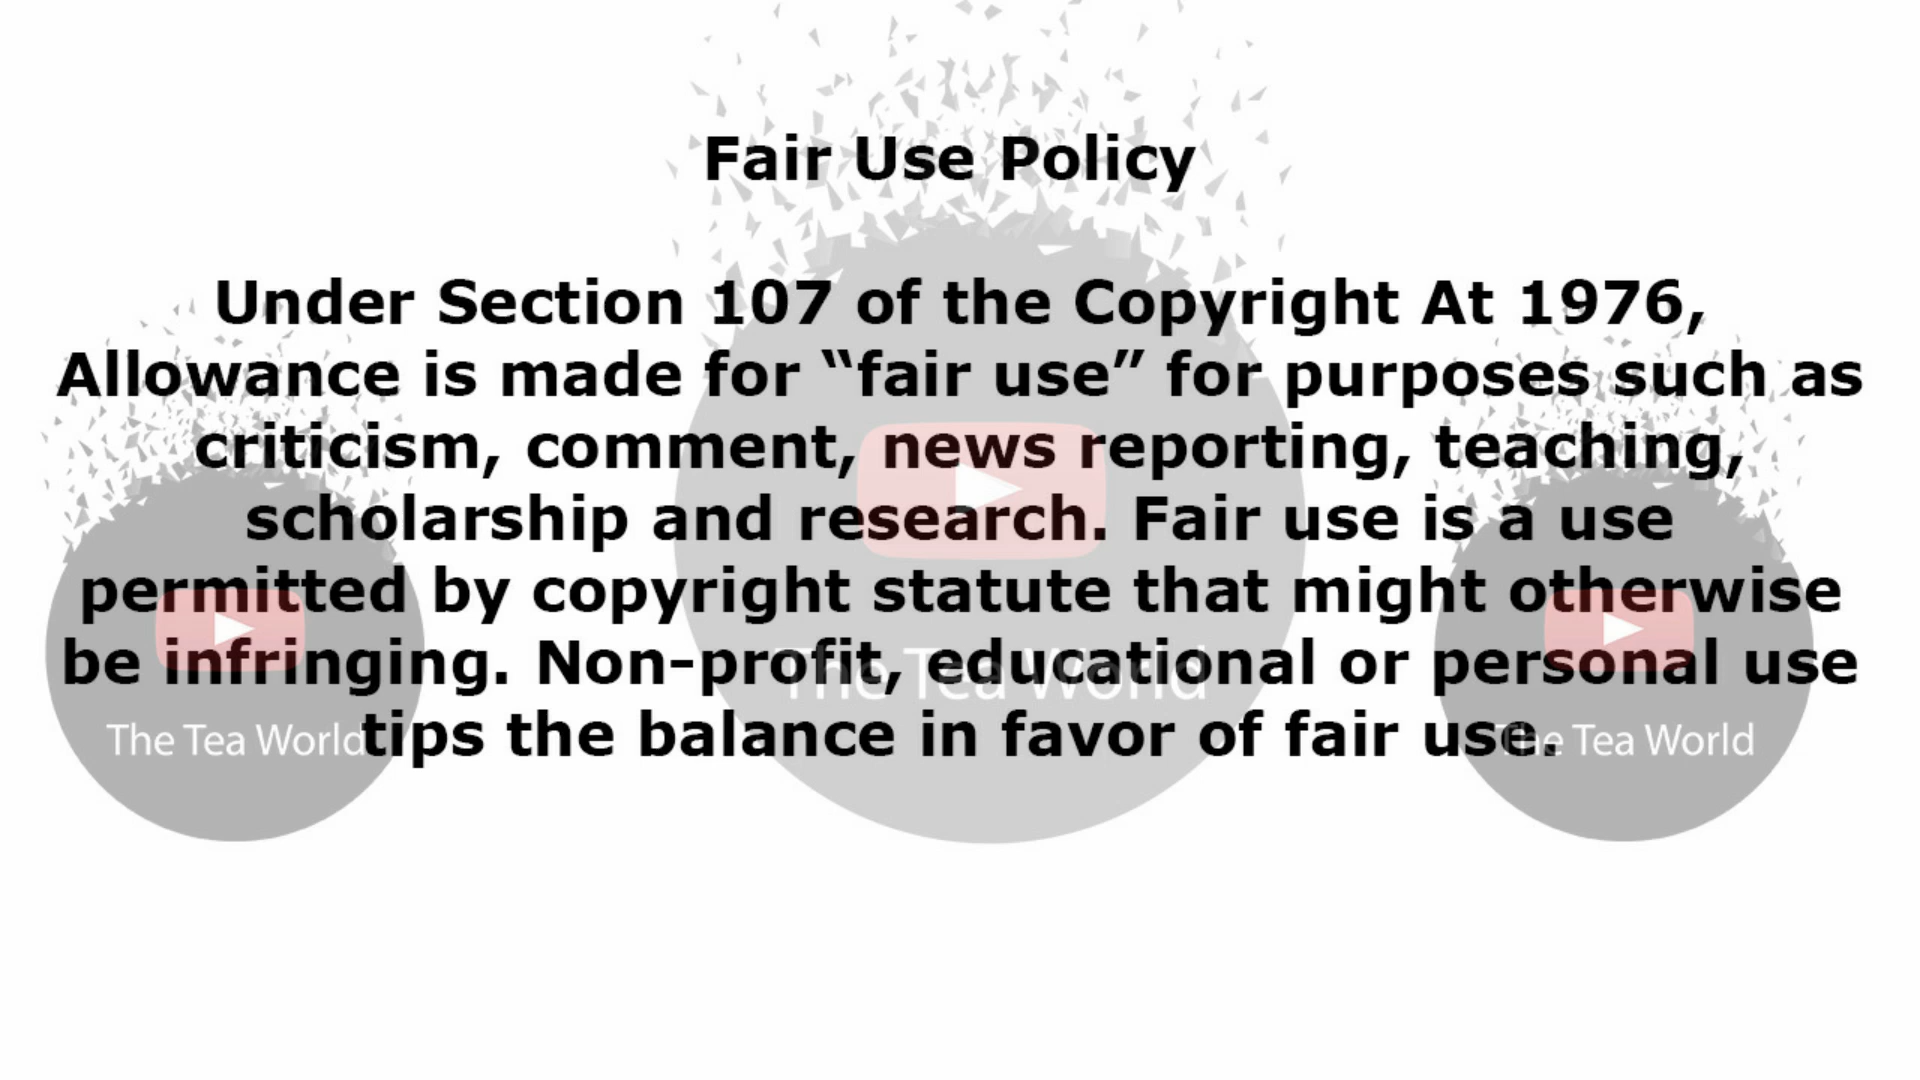 Fair Use Policy
Under Section 107 of the Copyright At 1976,
Allowance is made for “fair use” for purposes such as
criticism, comment, news reporting, teaching,
scholarship and research. Fair use is a use
permitted by copyright statute that might otherwise
be infringing. Non-profit, educational or personal use
tips the balance in favor of fair use.
The Tea World
The Tea World
The Tea World